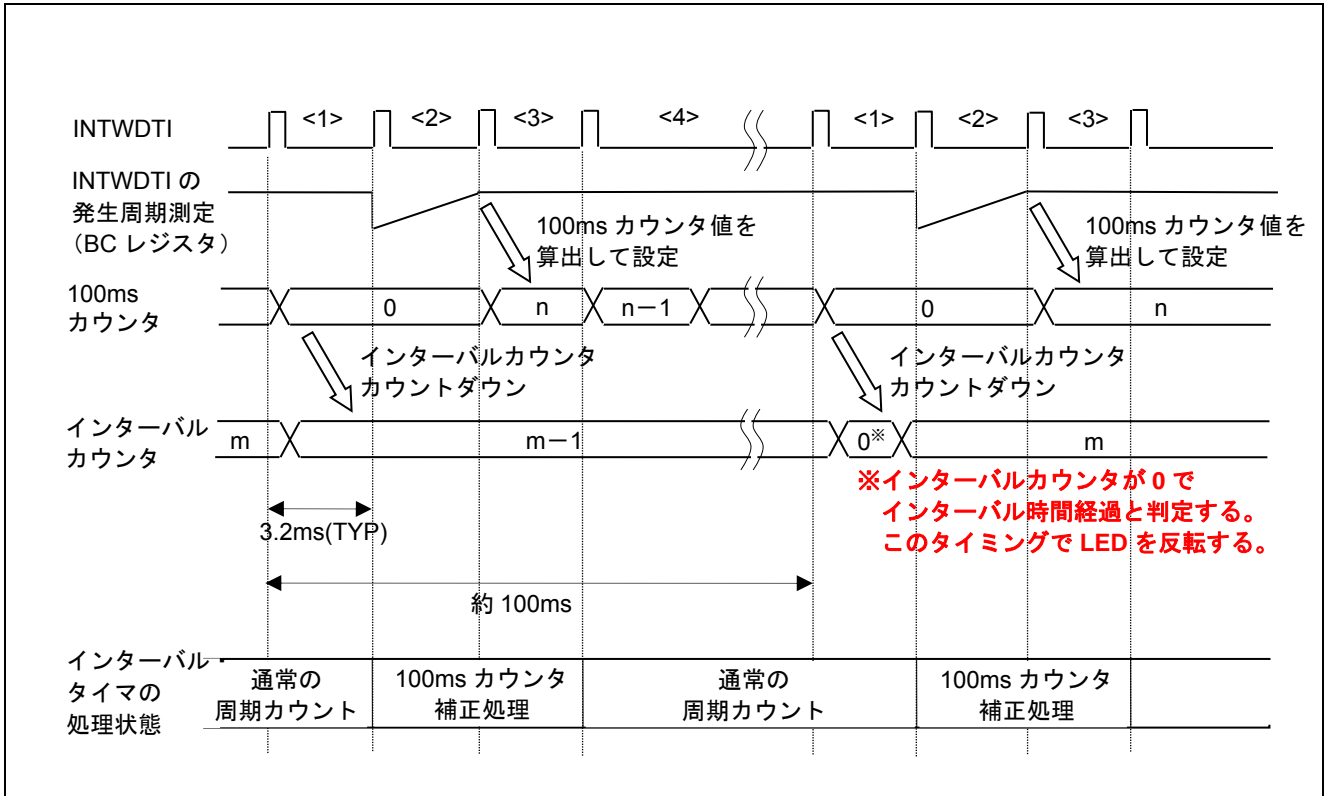 INTWDTI
<1>
<2>
<3>
<4>
<1>
<2>
<3>
INTWDTI の
発生周期測定
（BC レジスタ）
100ms カウンタ値を
算出して設定
100ms カウンタ値を
算出して設定
100ms
カウンタ
0
n
n－1
0
n
インターバルカウンタ
カウントダウン
インターバルカウンタ
カウントダウン
インターバル
カウンタ
m
m－1
0※
m
※インターバルカウンタが 0 で
インターバル時間経過と判定する。
このタイミングで LED を反転する。
3.2ms(TYP)
約 100ms
インターバル・
タイマの
処理状態
通常の
周期カウント
100ms カウンタ
補正処理
通常の
周期カウント
100ms カウンタ
補正処理